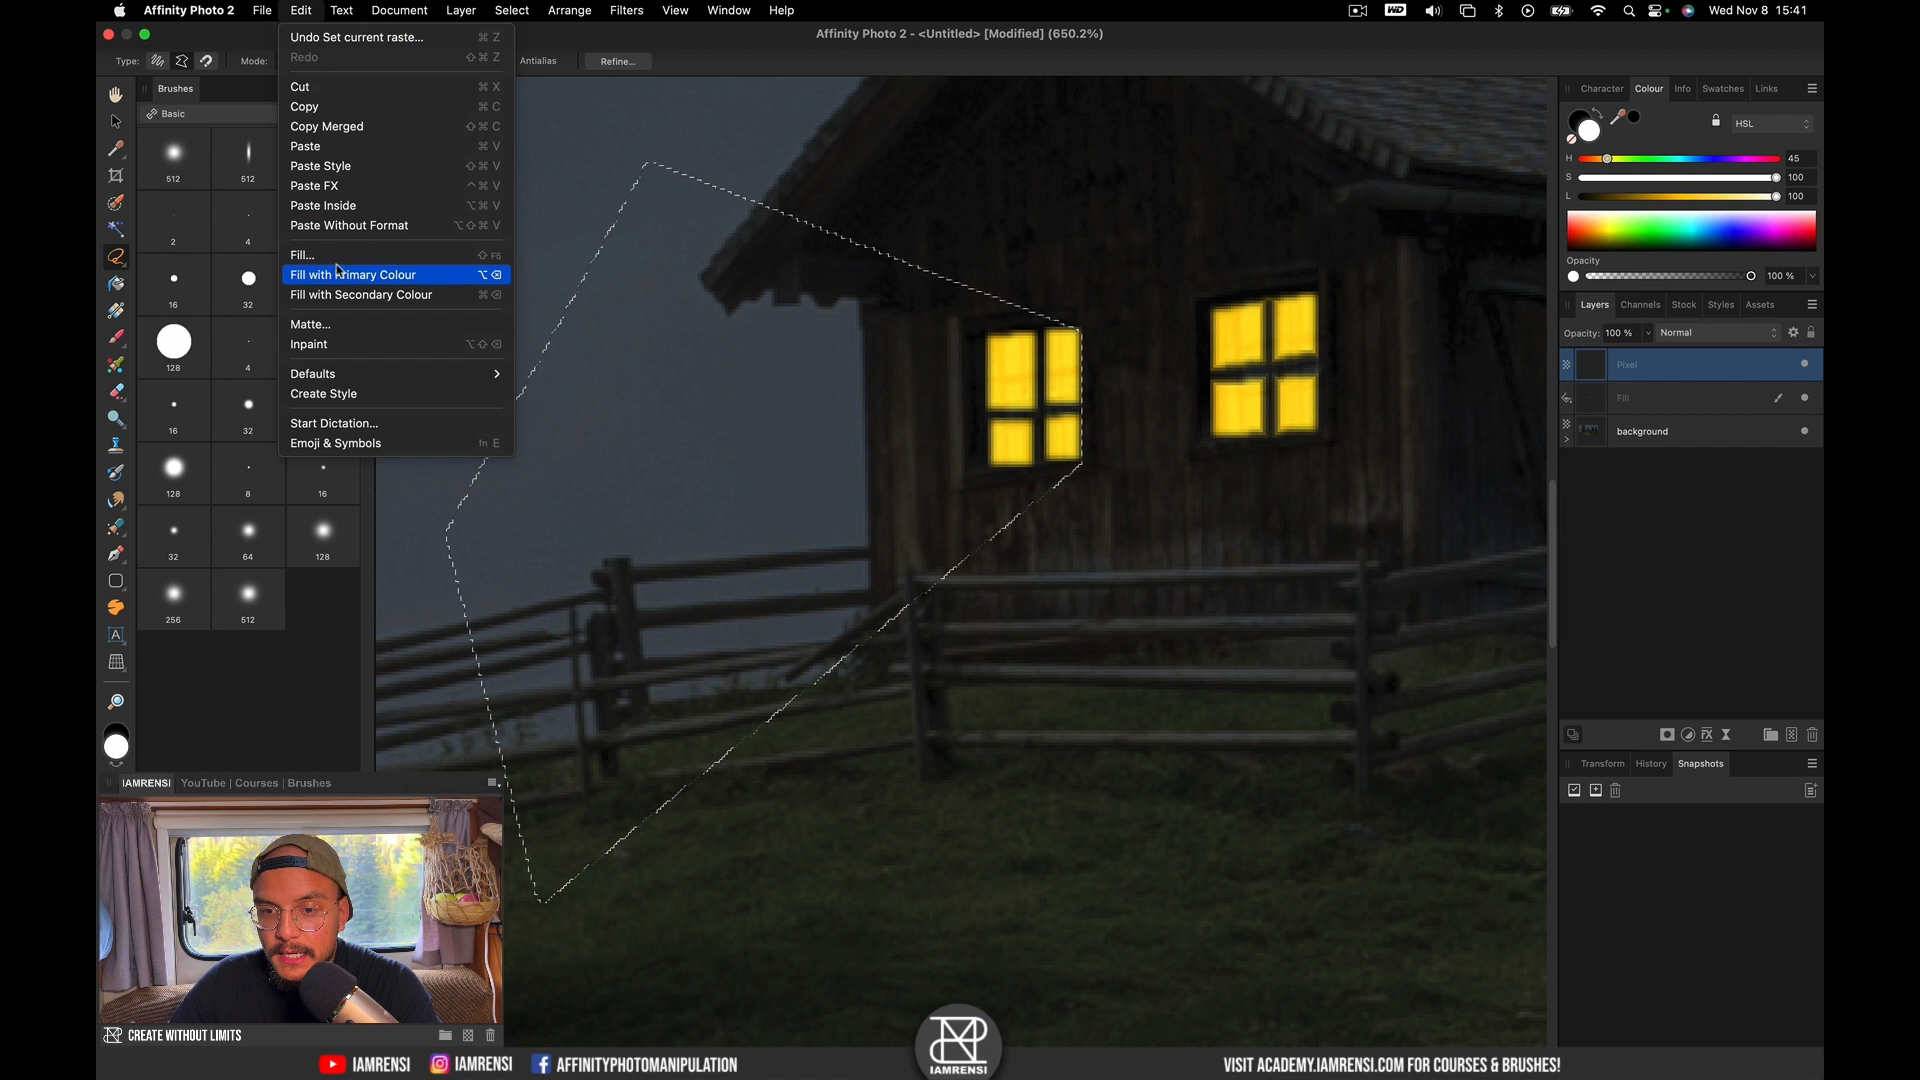 Affinity Photo 2 File Edit Text Document Layer Select Arrange Filters View Window Help WD Wed Nov 8 15:41
Affinity Photo 2 - <Untitled> [Modified] (650.2%)
Type: Mode: Antialias Refine...
Brushes
Basic
512 512
2 4
16 32
128 4
16 32
128 8 16
32 64 128
256 512
Undo Set current raste... ⌘ Z
Redo ⇧ ⌘ Z
Cut ⌘ X
Copy ⌘ C
Copy Merged ⇧ ⌘ C
Paste ⌘ V
Paste Style ⇧ ⌘ V
Paste FX ^ ⌘ V
Paste Inside ⌥ ⌘ V
Paste Without Format ⌥ ⇧ ⌘ V
Fill... ⇧ F5
Fill with Primary Colour ⌥ ⌫
Fill with Secondary Colour ⌘ ⌫
Matte...
Inpaint ⌥ ⇧ ⌫
Defaults
Create Style
Start Dictation...
Emoji & Symbols fn E
Character Colour Info Swatches Links
HSL
H 45
S 100
L 100
Opacity
100 %
Layers Channels Stock Styles Assets
Opacity: 100 % Normal
Pixel
Fill
background
Transform History Snapshots
IAMRENSI YouTube | Courses | Brushes
CREATE WITHOUT LIMITS
IAMRENSI
IAMRENSI IAMRENSI AFFINITYPHOTOMANIPULATION VISIT ACADEMY.IAMRENSI.COM FOR COURSES & BRUSHES!